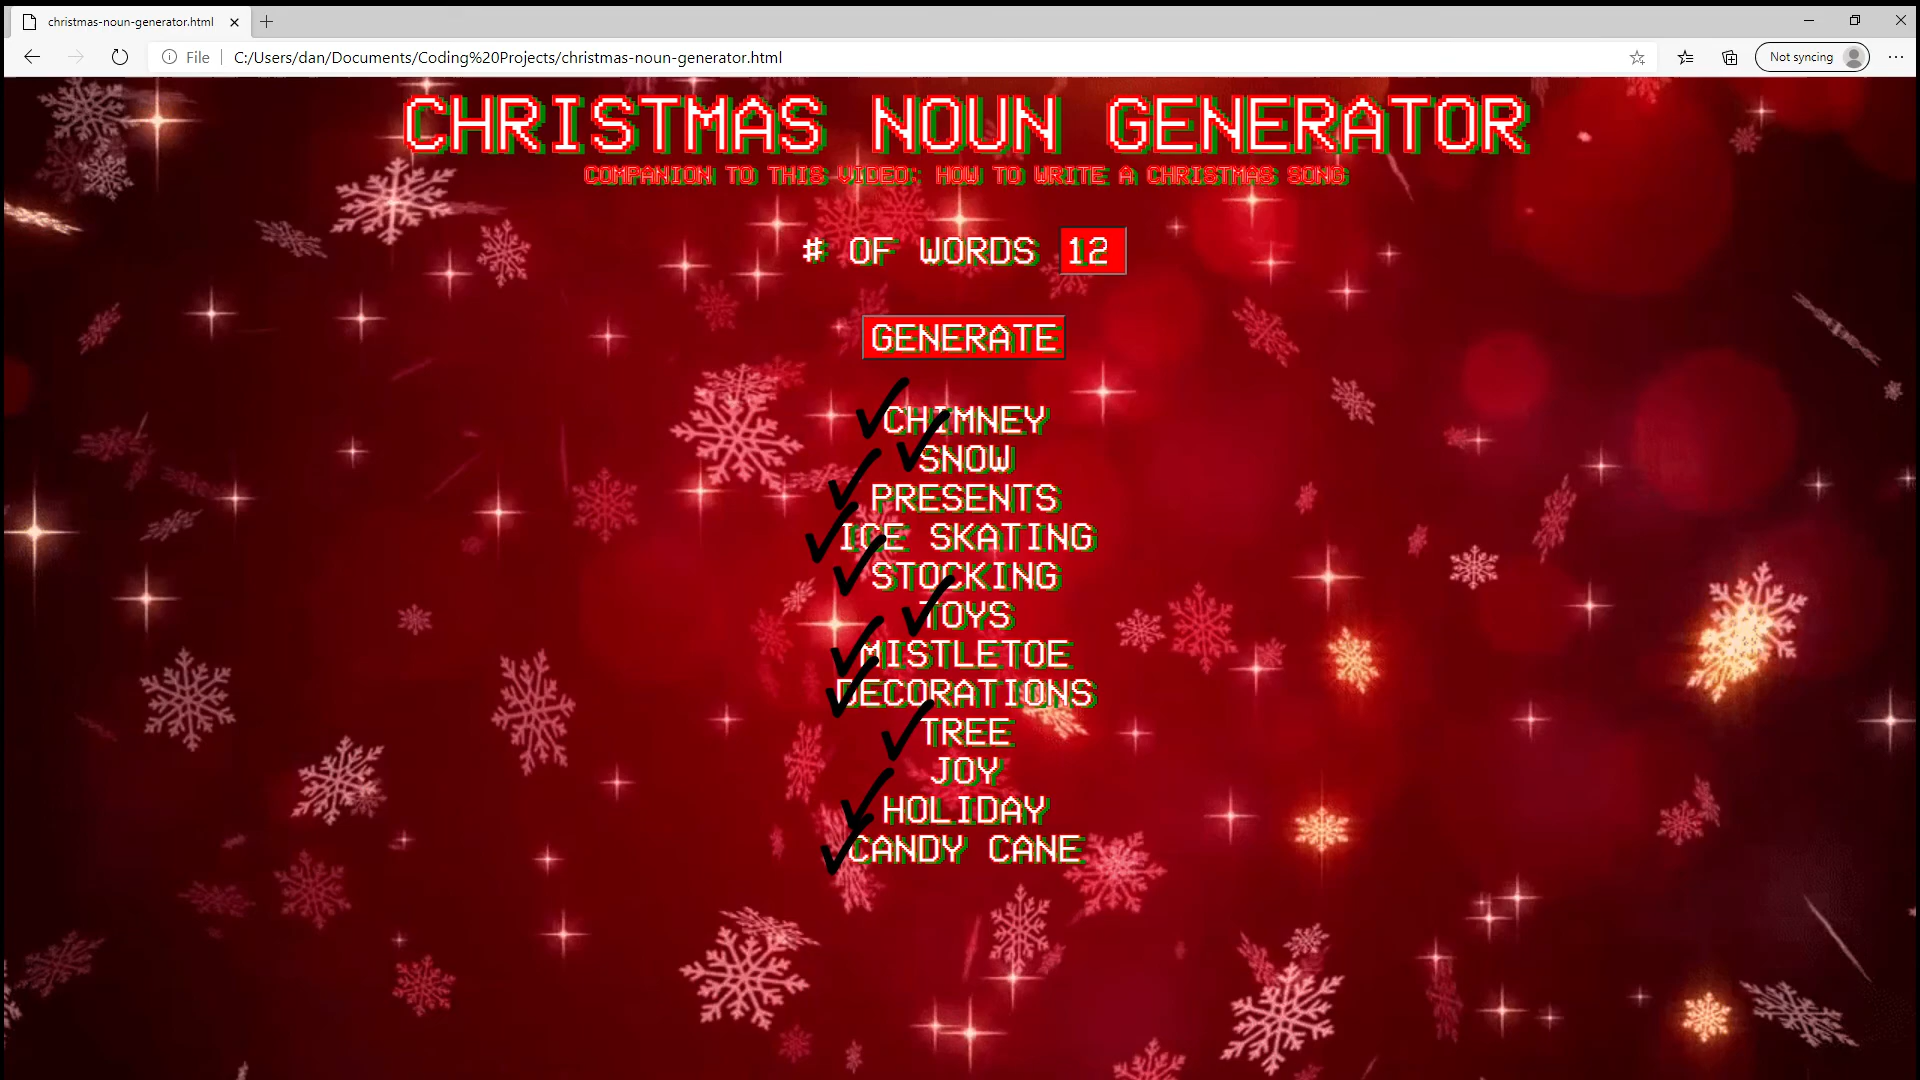 christmas-noun-generator.html
File
C:/Users/dan/Documents/Coding%20Projects/christmas-noun-generator.html
Not syncing
CHRISTMAS NOUN GENERATOR
COMPANION TO THIS VIDEO: HOW TO WRITE A CHRISTMAS SONG
# OF WORDS 12
GENERATE
CHIMNEY
SNOW
PRESENTS
ICE SKATING
STOCKING
TOYS
MISTLETOE
DECORATIONS
TREE
JOY
HOLIDAY
CANDY CANE